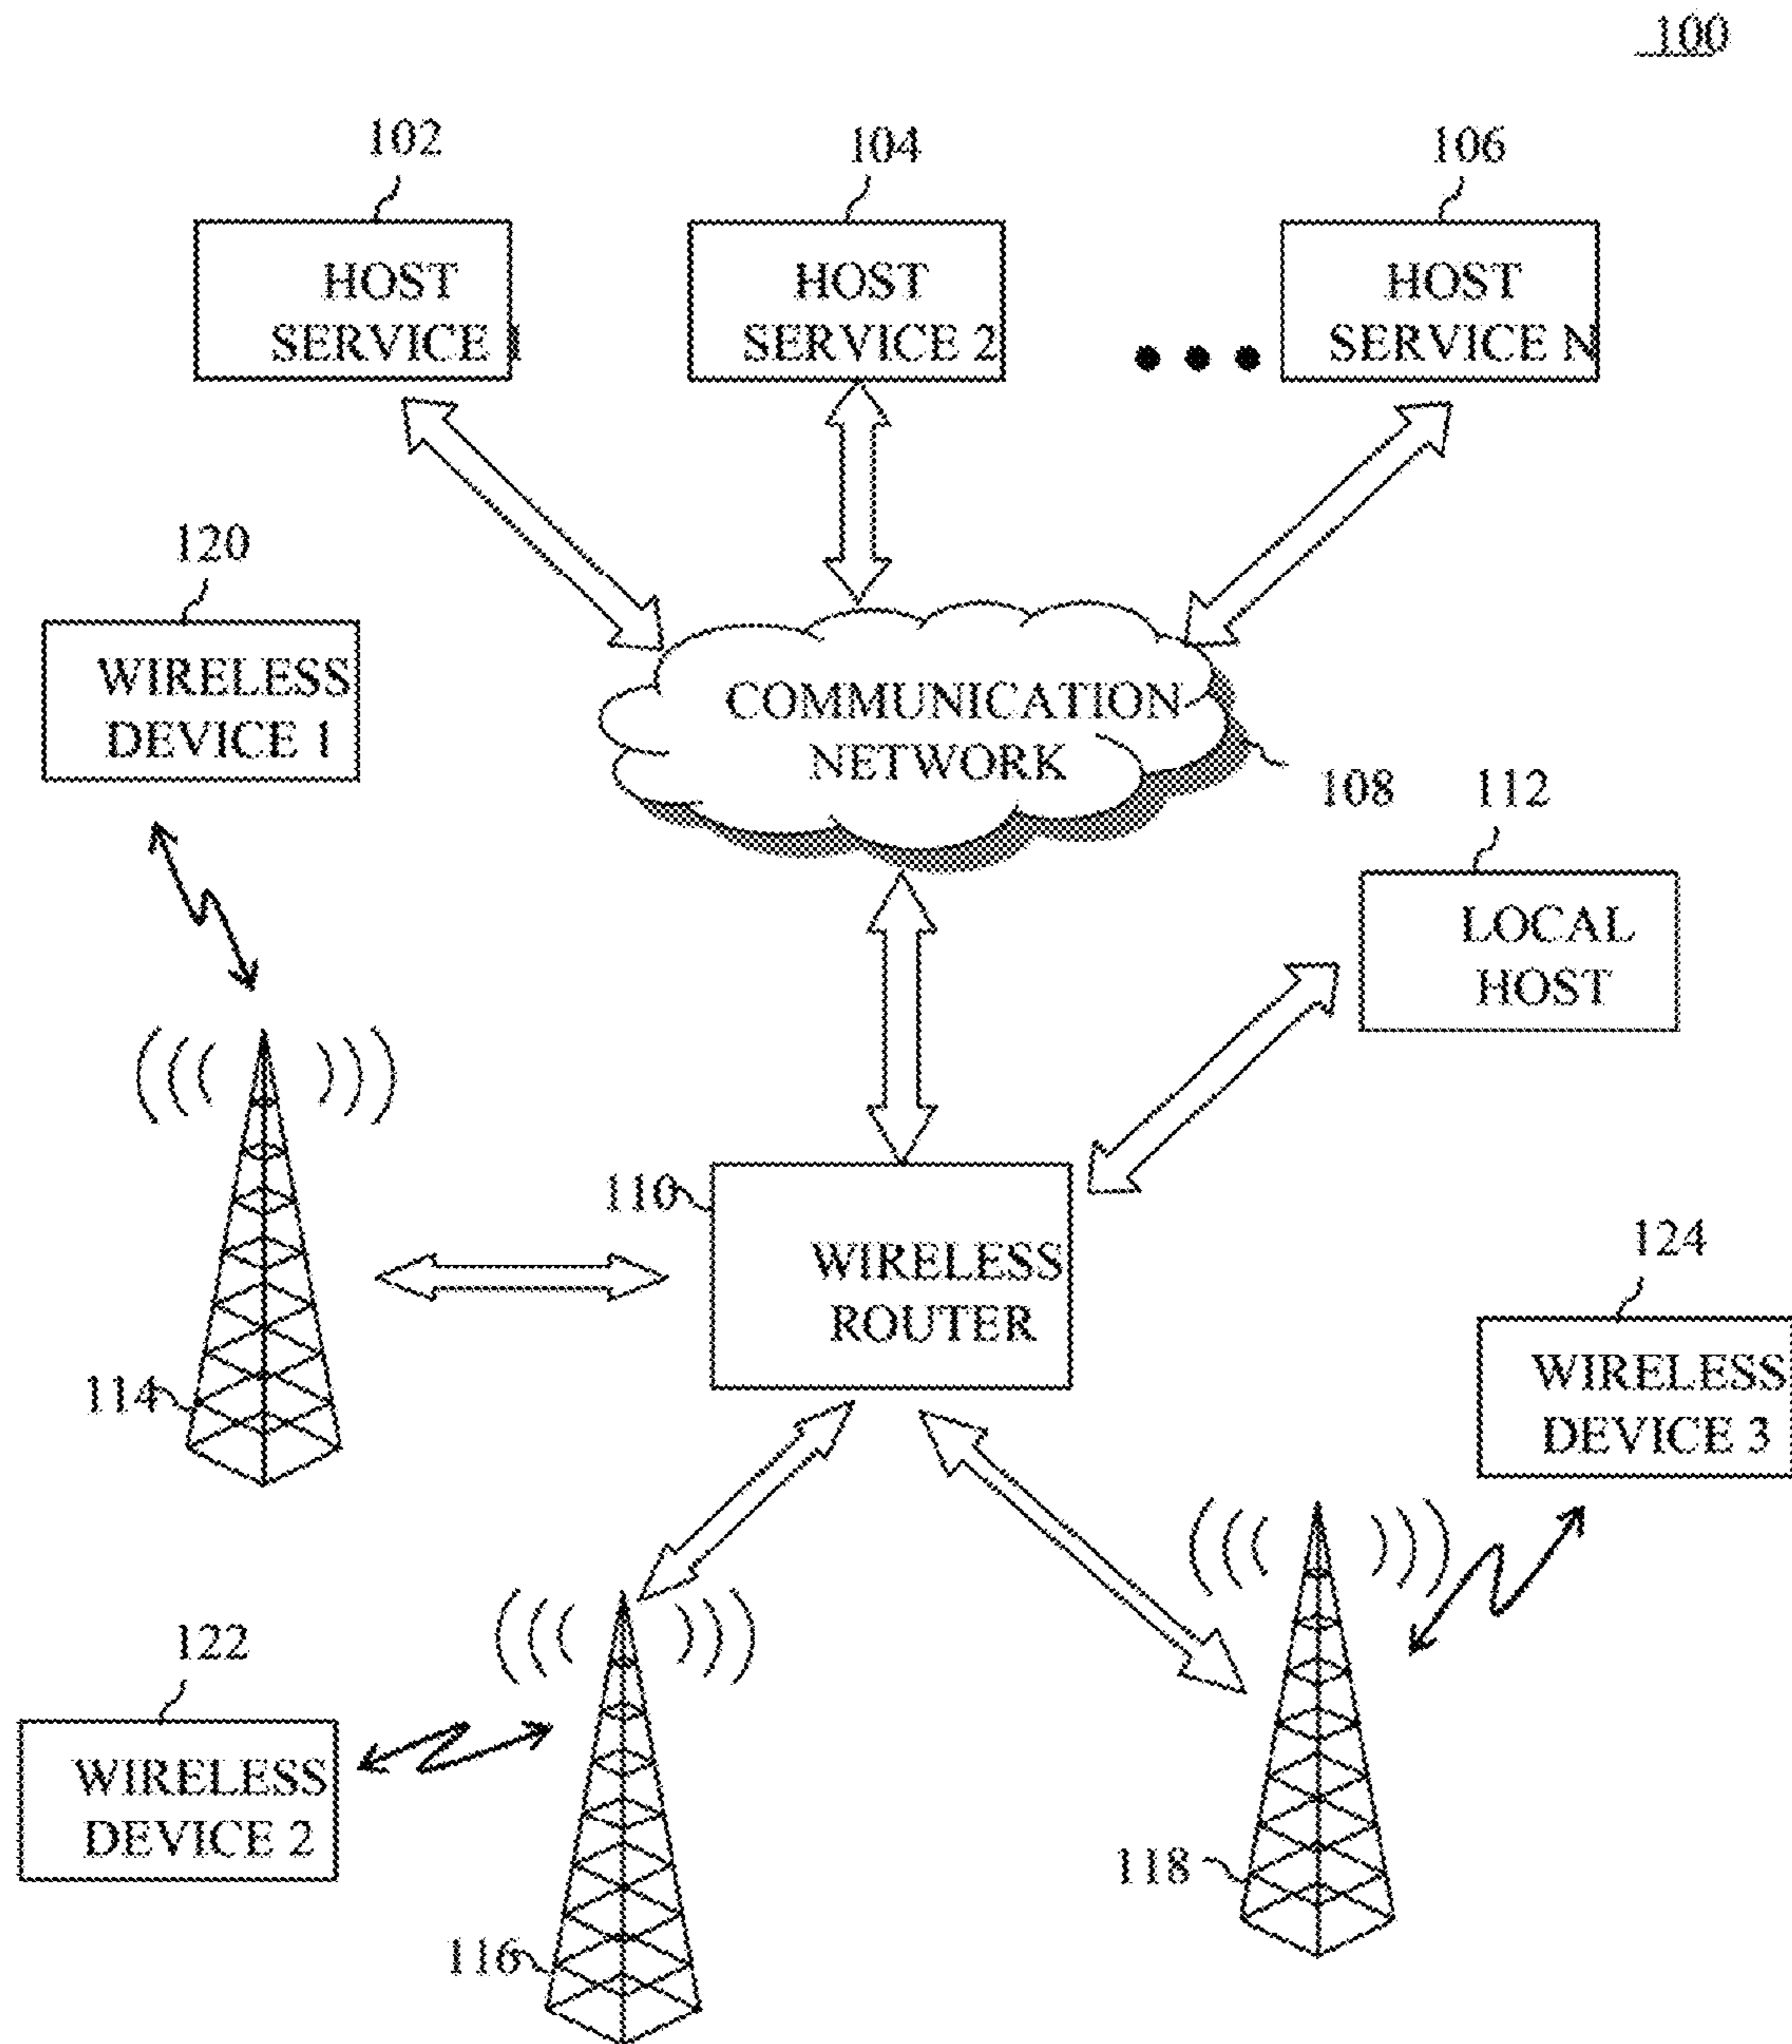 100
102
104
106
HOST
SERVICE 1
HOST
SERVICE 2
HOST
SERVICE N
120
WIRELESS
DEVICE 1
COMMUNICATION
NETWORK
108
112
LOCAL
HOST
110
WIRELESS
ROUTER
124
WIRELESS
DEVICE 3
114
122
WIRELESS
DEVICE 2
118
116